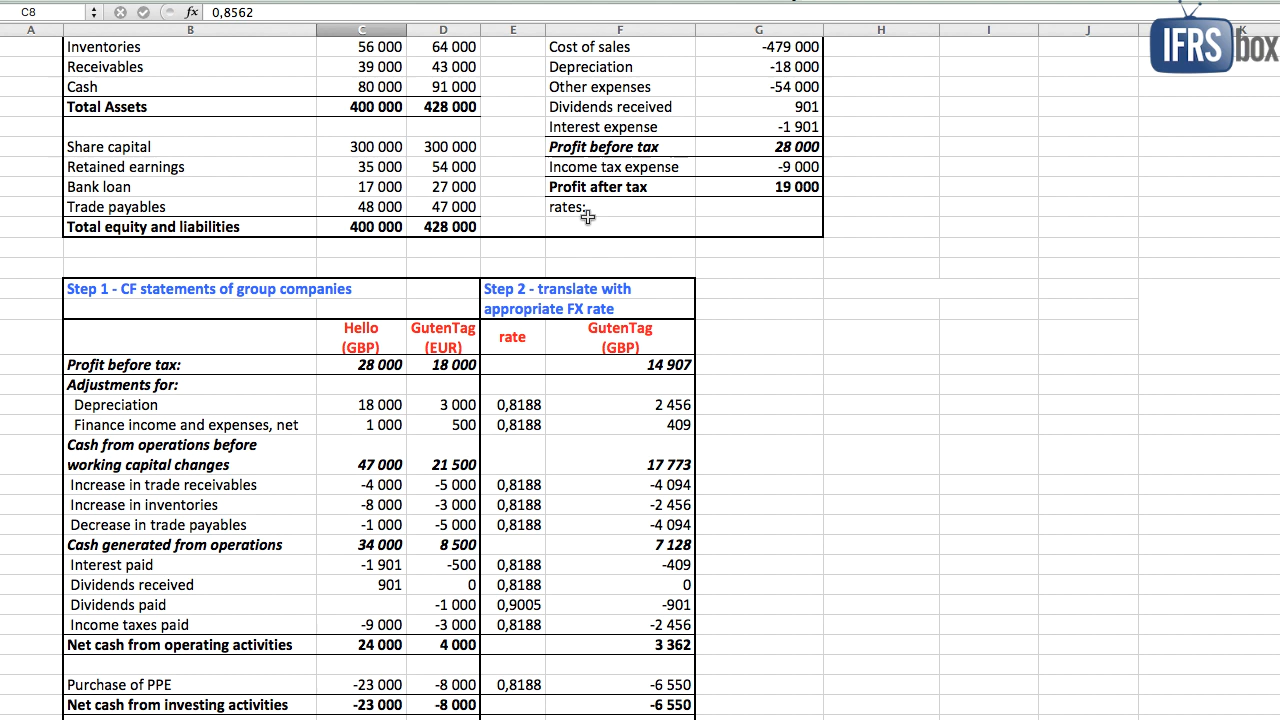 C8 fx 0,8562
A B C D E F G H I J K
IFRSbox
Inventories 56 000 64 000 Cost of sales -479 000
Receivables 39 000 43 000 Depreciation -18 000
Cash 80 000 91 000 Other expenses -54 000
Total Assets 400 000 428 000 Dividends received 901
Interest expense -1 901
Share capital 300 000 300 000 Profit before tax 28 000
Retained earnings 35 000 54 000 Income tax expense -9 000
Bank loan 17 000 27 000 Profit after tax 19 000
Trade payables 48 000 47 000 rates:
Total equity and liabilities 400 000 428 000
Step 1 - CF statements of group companies Step 2 - translate with
appropriate FX rate
Hello GutenTag rate GutenTag
(GBP) (EUR) (GBP)
Profit before tax: 28 000 18 000 14 907
Adjustments for:
Depreciation 18 000 3 000 0,8188 2 456
Finance income and expenses, net 1 000 500 0,8188 409
Cash from operations before
working capital changes 47 000 21 500 17 773
Increase in trade receivables -4 000 -5 000 0,8188 -4 094
Increase in inventories -8 000 -3 000 0,8188 -2 456
Decrease in trade payables -1 000 -5 000 0,8188 -4 094
Cash generated from operations 34 000 8 500 7 128
Interest paid -1 901 -500 0,8188 -409
Dividends received 901 0 0,8188 0
Dividends paid -1 000 0,9005 -901
Income taxes paid -9 000 -3 000 0,8188 -2 456
Net cash from operating activities 24 000 4 000 3 362
Purchase of PPE -23 000 -8 000 0,8188 -6 550
Net cash from investing activities -23 000 -8 000 -6 550